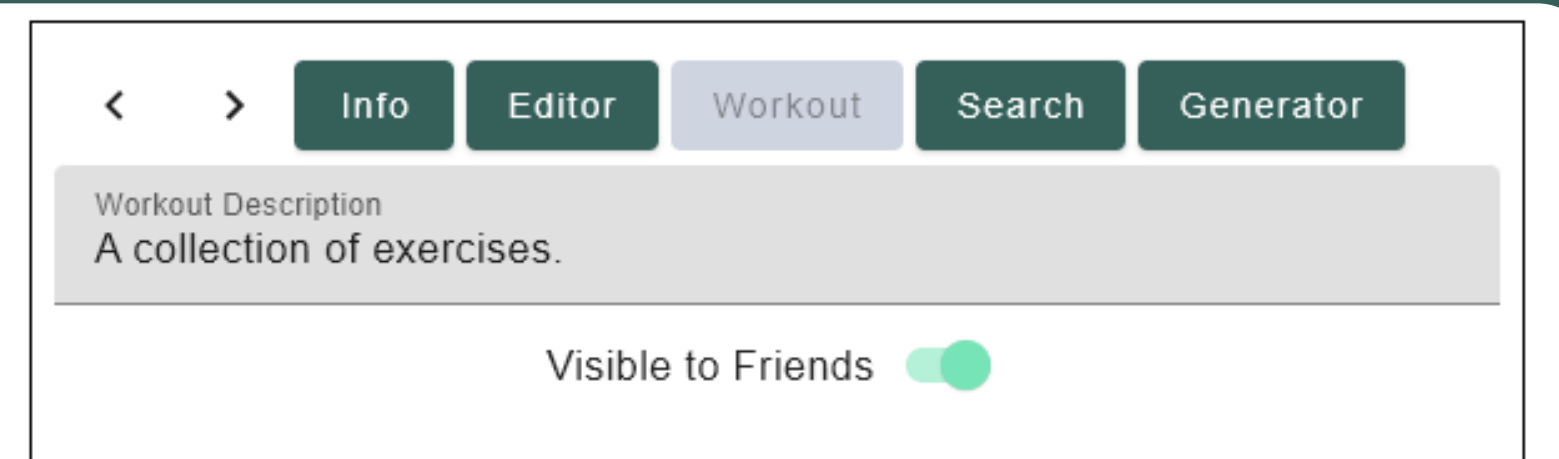 Info Editor Workout Search Generator
Workout Description
A collection of exercises.
Visible to Friends